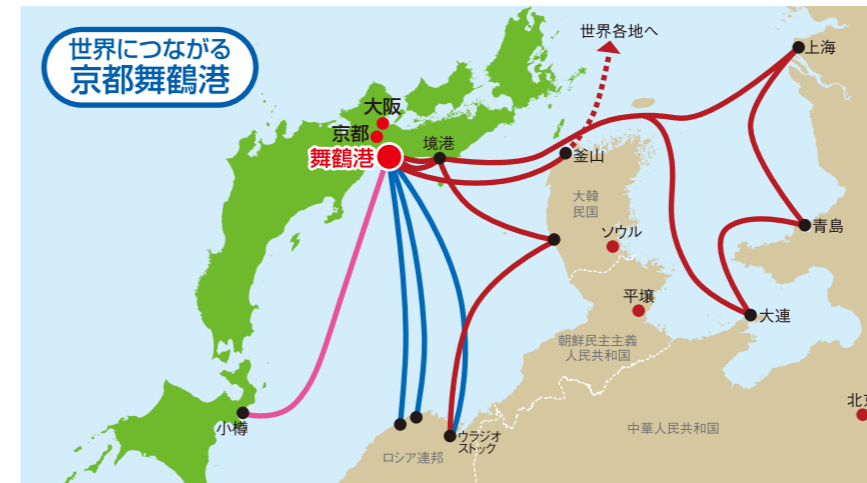 世界につながる
京都舞鶴港
世界各地へ
上海
大阪
京都
境港
舞鶴港
釜山
大韓
民国
ソウル
青島
平壌
大連
朝鮮民主主義
人民共和国
小樽
ウラジオ
ストック
ロシア連邦
中華人民共和国
北